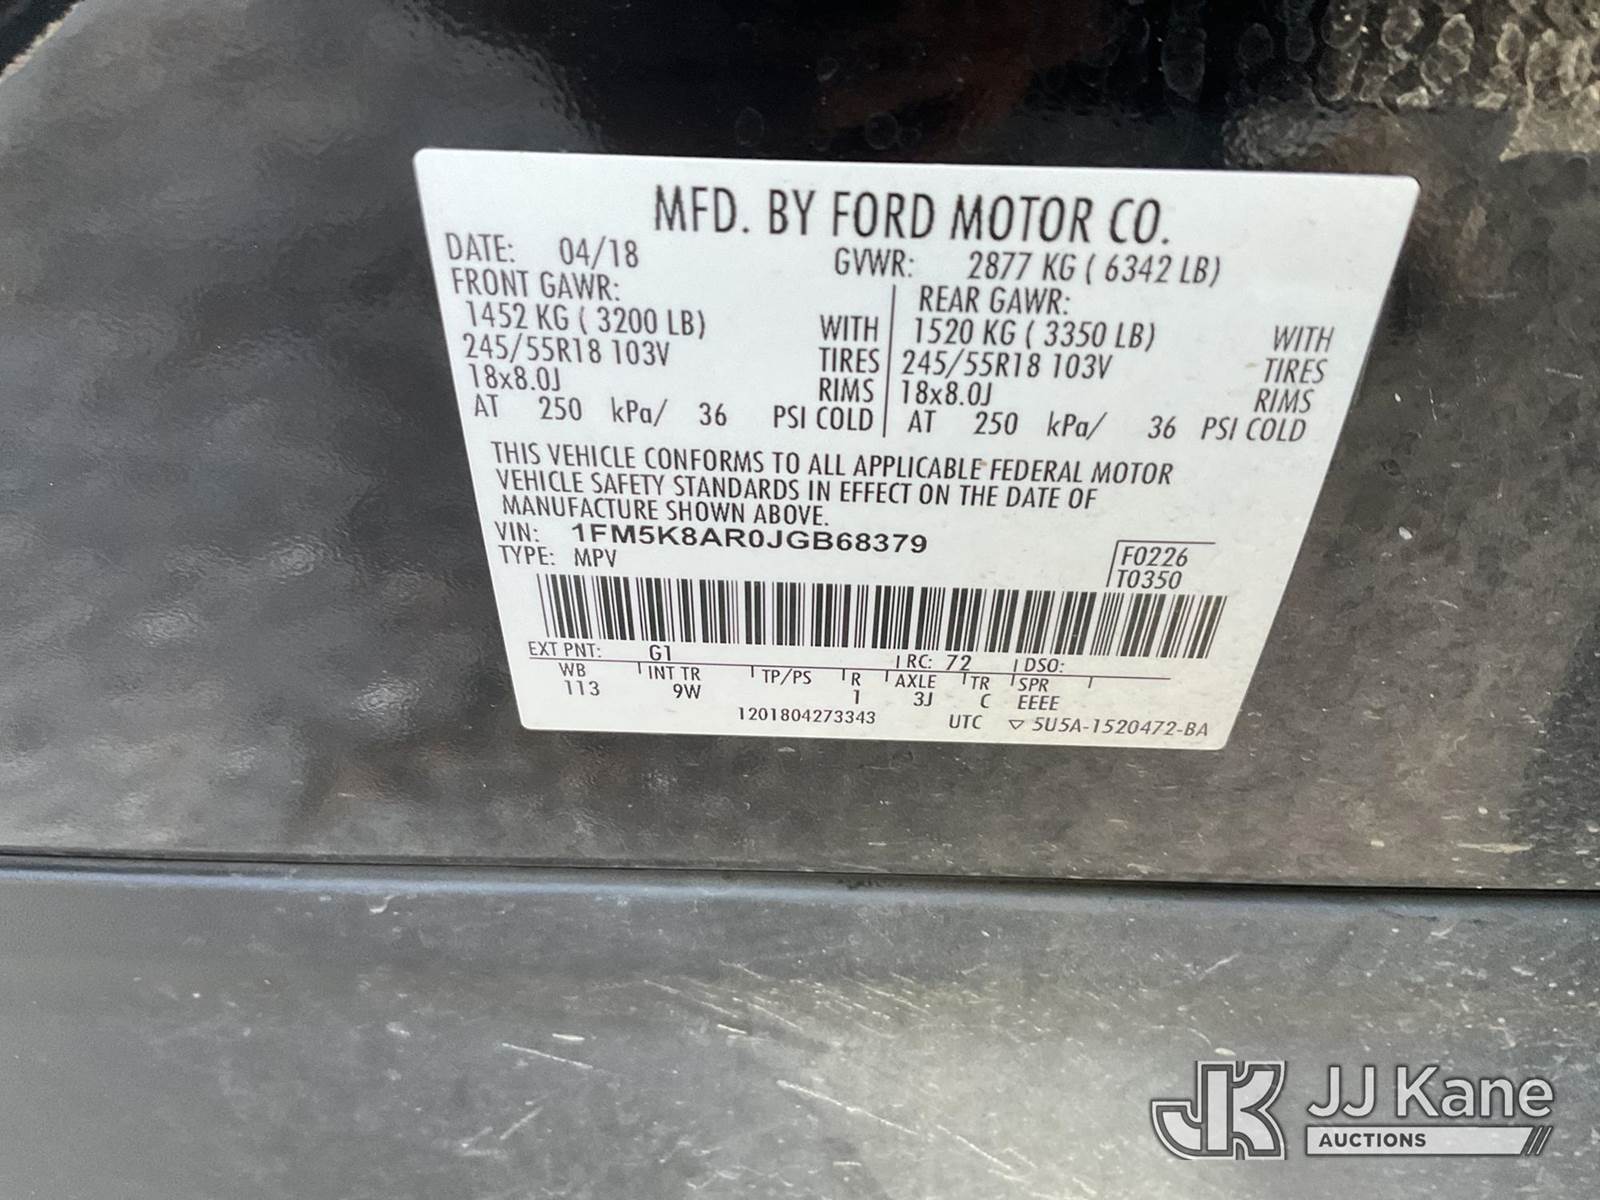 MFD. BY FORD MOTOR CO.
DATE: 04/18 GVWR: 2877 KG ( 6342 LB)
FRONT GAWR: REAR GAWR:
1452 KG ( 3200 LB) WITH 1520 KG ( 3350 LB) WITH
245/55R18 103V TIRES 245/55R18 103V TIRES
18x8.0J RIMS 18x8.0J RIMS
AT 250 kPa/ 36 PSI COLD AT 250 kPa/ 36 PSI COLD
THIS VEHICLE CONFORMS TO ALL APPLICABLE FEDERAL MOTOR
VEHICLE SAFETY STANDARDS IN EFFECT ON THE DATE OF
MANUFACTURE SHOWN ABOVE.
VIN: 1FM5K8AR0JGB68379
TYPE: MPV
F0226
T0350
EXT PNT: G1 RC: 72 DSO:
WB INT TR TP/PS R AXLE TR SPR
113 9W 1 3J C EEEE
1201804273343 UTC ▽ 5U5A-1520472-BA
JK JJ Kane
AUCTIONS